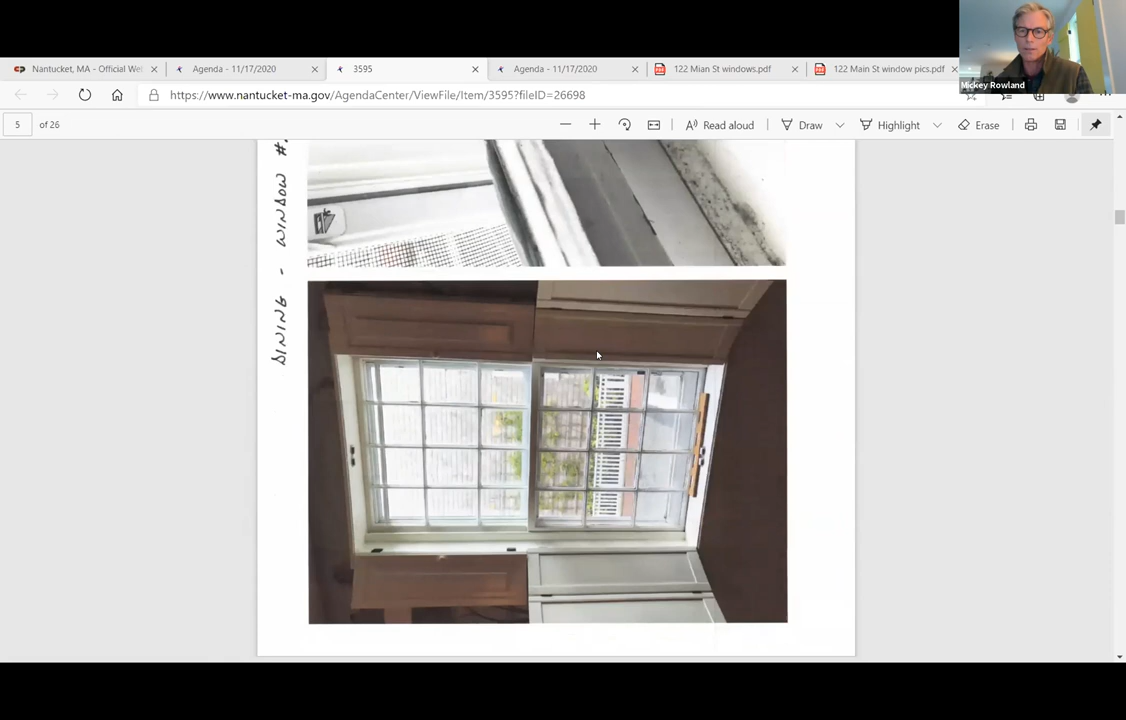 Nantucket, MA - Official We
Agenda - 11/17/2020
3595
Agenda - 11/17/2020
122 Mian St windows.pdf
122 Main St window pics.pdf
Mickey Rowland
https://www.nantucket-ma.gov/AgendaCenter/ViewFile/Item/3595?fileID=26698
5 of 26
Read aloud
Draw
Highlight
Erase
DINING - WINDOW #